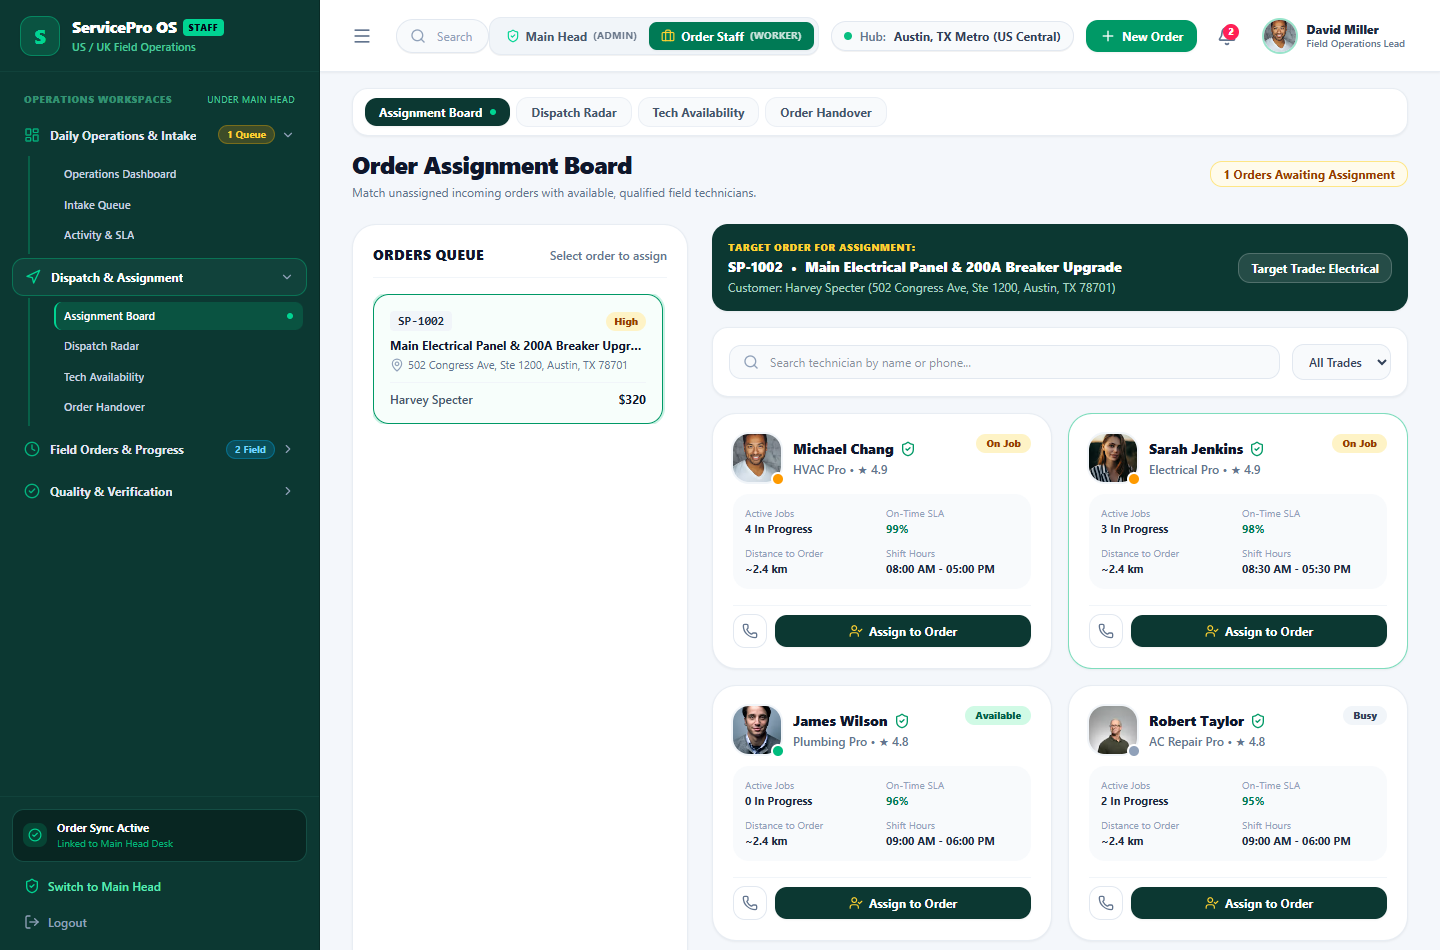 S
ServicePro OS STAFF
US / UK Field Operations
OPERATIONS WORKSPACES UNDER MAIN HEAD
Daily Operations & Intake 1 Queue
Operations Dashboard
Intake Queue
Activity & SLA
Dispatch & Assignment
Assignment Board
Dispatch Radar
Tech Availability
Order Handover
Field Orders & Progress 2 Field
Quality & Verification
Order Sync Active
Linked to Main Head Desk
Switch to Main Head
Logout
Search
Main Head (ADMIN)
Order Staff (WORKER)
Hub: Austin, TX Metro (US Central)
New Order
2
David Miller
Field Operations Lead
Assignment Board
Dispatch Radar
Tech Availability
Order Handover
Order Assignment Board
Match unassigned incoming orders with available, qualified field technicians.
1 Orders Awaiting Assignment
ORDERS QUEUE Select order to assign
SP-1002 High
Main Electrical Panel & 200A Breaker Upgr...
502 Congress Ave, Ste 1200, Austin, TX 78701
Harvey Specter $320
TARGET ORDER FOR ASSIGNMENT:
SP-1002 • Main Electrical Panel & 200A Breaker Upgrade
Customer: Harvey Specter (502 Congress Ave, Ste 1200, Austin, TX 78701)
Target Trade: Electrical
Search technician by name or phone...
All Trades
Michael Chang On Job
HVAC Pro • ★ 4.9
Active Jobs On-Time SLA
4 In Progress 99%
Distance to Order Shift Hours
~2.4 km 08:00 AM - 05:00 PM
Assign to Order
Sarah Jenkins On Job
Electrical Pro • ★ 4.9
Active Jobs On-Time SLA
3 In Progress 98%
Distance to Order Shift Hours
~2.4 km 08:30 AM - 05:30 PM
Assign to Order
James Wilson Available
Plumbing Pro • ★ 4.8
Active Jobs On-Time SLA
0 In Progress 96%
Distance to Order Shift Hours
~2.4 km 09:00 AM - 06:00 PM
Assign to Order
Robert Taylor Busy
AC Repair Pro • ★ 4.8
Active Jobs On-Time SLA
2 In Progress 95%
Distance to Order Shift Hours
~2.4 km 09:00 AM - 06:00 PM
Assign to Order